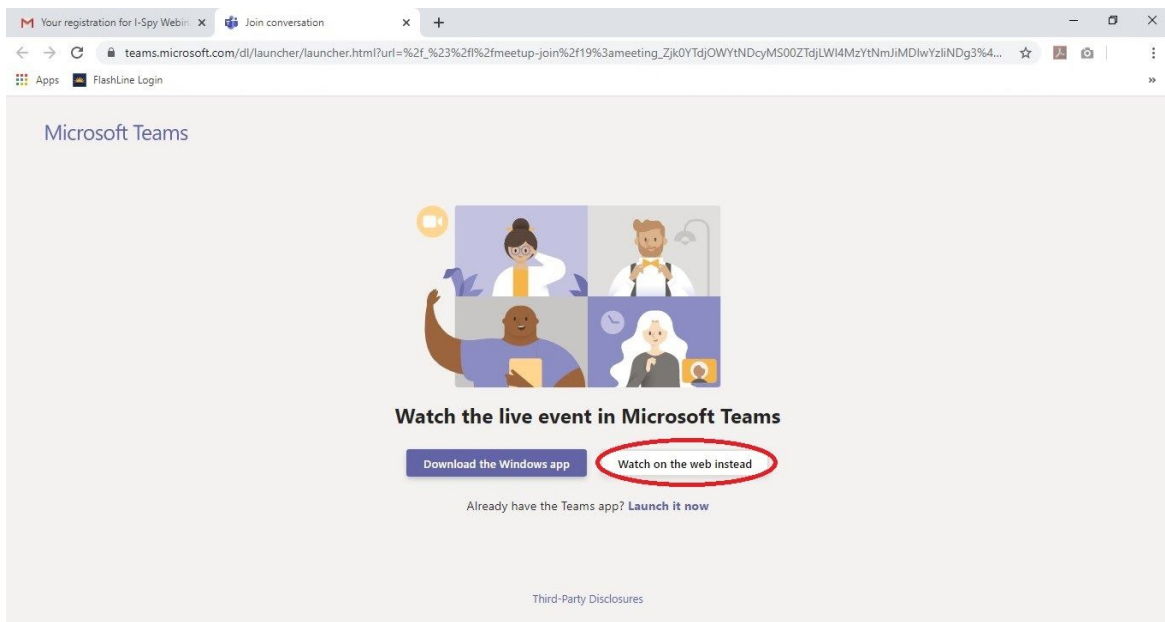 Your registration for I-Spy Webin
Join conversation
teams.microsoft.com/dl/launcher/launcher.html?url=%2f_%23%2fl%2fmeetup-join%2f19%3ameeting_Zjk0YTdjOWYtNDcyMS00ZTdjLWI4MzYtNmJiMDIwYzliNDg3%4...
Apps FlashLine Login
Microsoft Teams
Watch the live event in Microsoft Teams
Download the Windows app Watch on the web instead
Already have the Teams app? Launch it now
Third-Party Disclosures